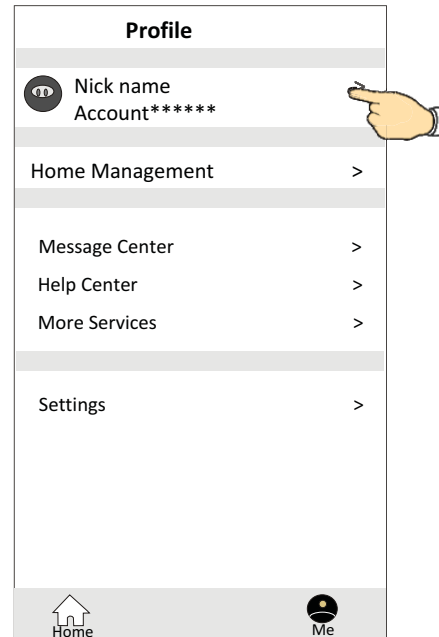 Profile
Nick name
Account******
Home Management >
Message Center >
Help Center >
More Services >
Settings >
Home Me